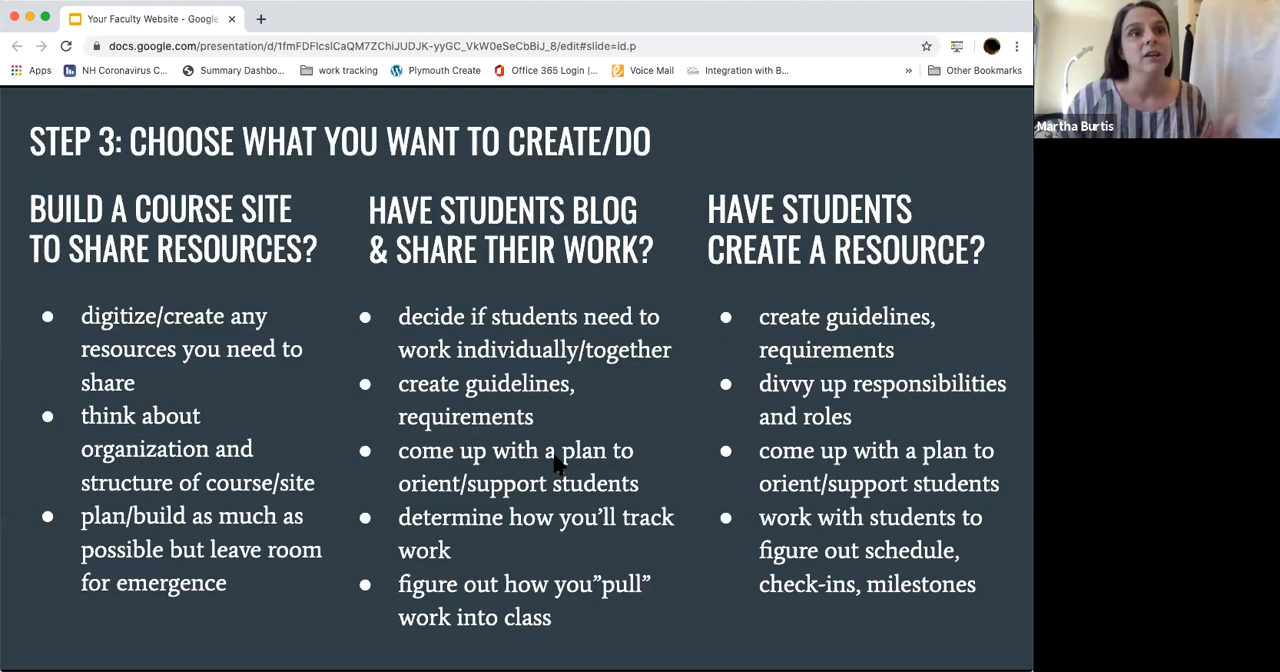 Your Faculty Website - Google
docs.google.com/presentation/d/1fmFDFlcslCaQM7ZChiJUDJK-yyGC_VkW0eSeCbBiJ_8/edit#slide=id.p
Apps NH Coronavirus C... Summary Dashbo... work tracking Plymouth Create Office 365 Login |... Voice Mail Integration with B... » Other Bookmarks
Martha Burtis
STEP 3: CHOOSE WHAT YOU WANT TO CREATE/DO
BUILD A COURSE SITE
TO SHARE RESOURCES?
• digitize/create any
resources you need to
share
• think about
organization and
structure of course/site
• plan/build as much as
possible but leave room
for emergence
HAVE STUDENTS BLOG
& SHARE THEIR WORK?
• decide if students need to
work individually/together
• create guidelines,
requirements
• come up with a plan to
orient/support students
• determine how you’ll track
work
• figure out how you”pull”
work into class
HAVE STUDENTS
CREATE A RESOURCE?
• create guidelines,
requirements
• divvy up responsibilities
and roles
• come up with a plan to
orient/support students
• work with students to
figure out schedule,
check-ins, milestones